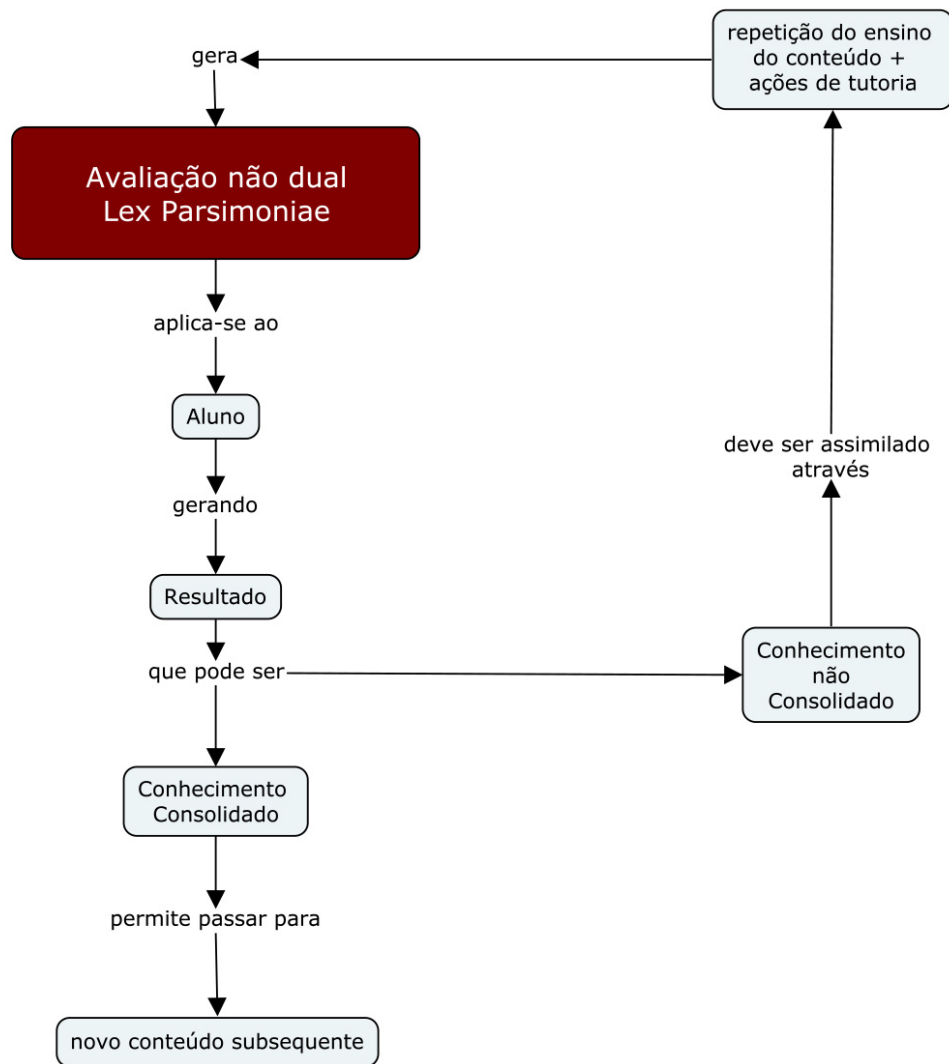 repetição do ensino
do conteúdo +
ações de tutoria
gera
Avaliação não dual
Lex Parsimoniae
aplica-se ao
Aluno
deve ser assimilado
através
gerando
Resultado
que pode ser
Conhecimento
não
Consolidado
Conhecimento
Consolidado
permite passar para
novo conteúdo subsequente